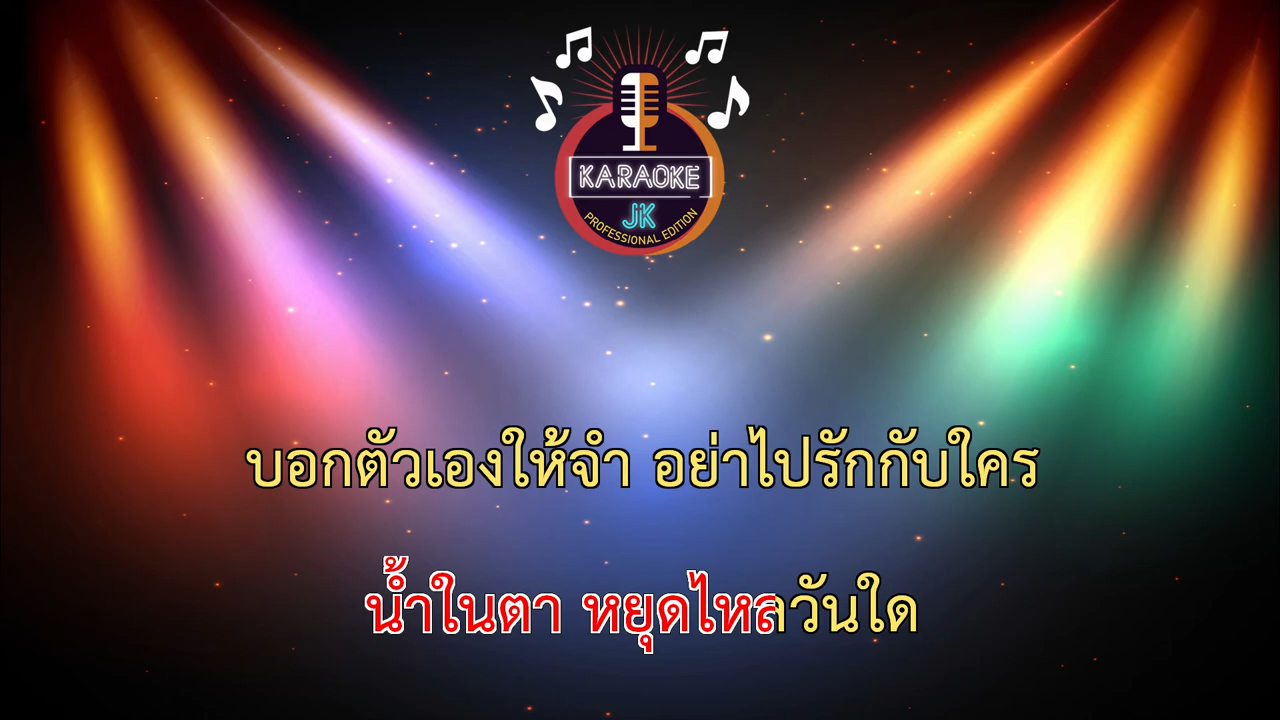 KARAOKE
JK
PROFESSIONAL EDITION
บอกตัวเองให้จำ อย่าไปรักกับใคร
น้ำในตา หยุดไหลวันใด